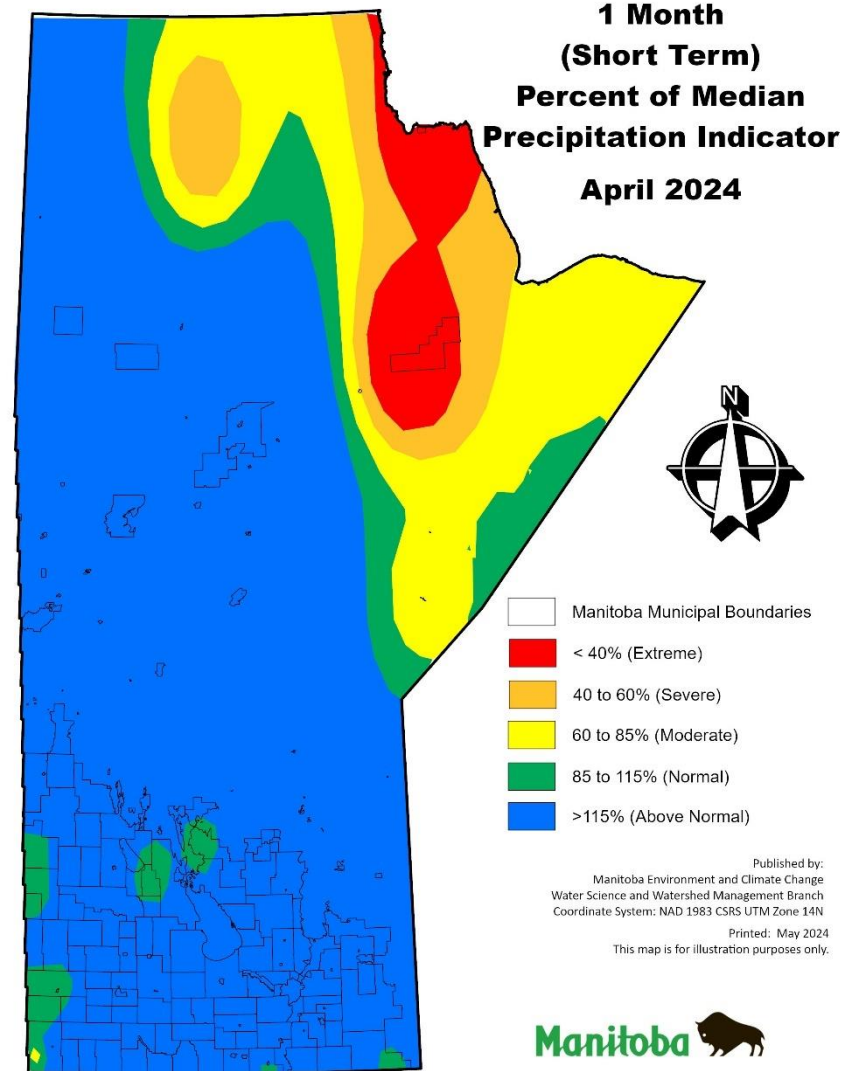 1 Month
(Short Term)
Percent of Median
Precipitation Indicator
April 2024
N
Manitoba Municipal Boundaries
< 40% (Extreme)
40 to 60% (Severe)
60 to 85% (Moderate)
85 to 115% (Normal)
>115% (Above Normal)
Published by:
Manitoba Environment and Climate Change
Water Science and Watershed Management Branch
Coordinate System: NAD 1983 CSRS UTM Zone 14N
Printed: May 2024
This map is for illustration purposes only.
Manitoba